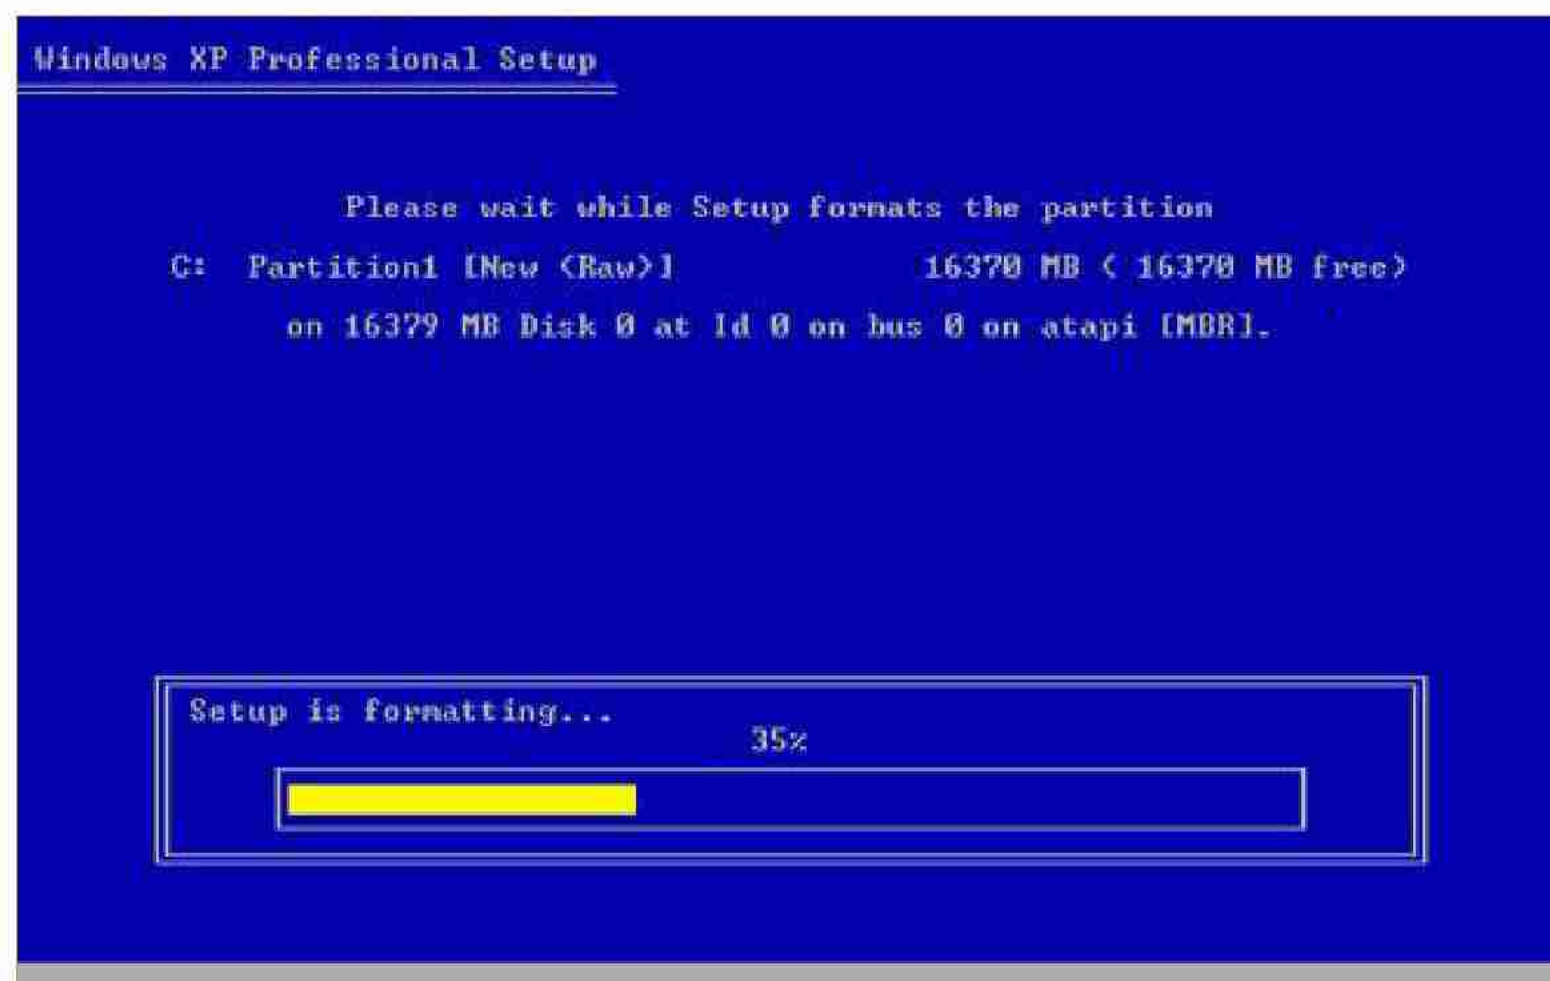 Windows XP Professional Setup
Please wait while Setup formats the partition
C: Partition1 [New (Raw)] 16370 MB ( 16370 MB free)
on 16379 MB Disk 0 at Id 0 on bus 0 on atapi [MBR].
Setup is formatting...
35%